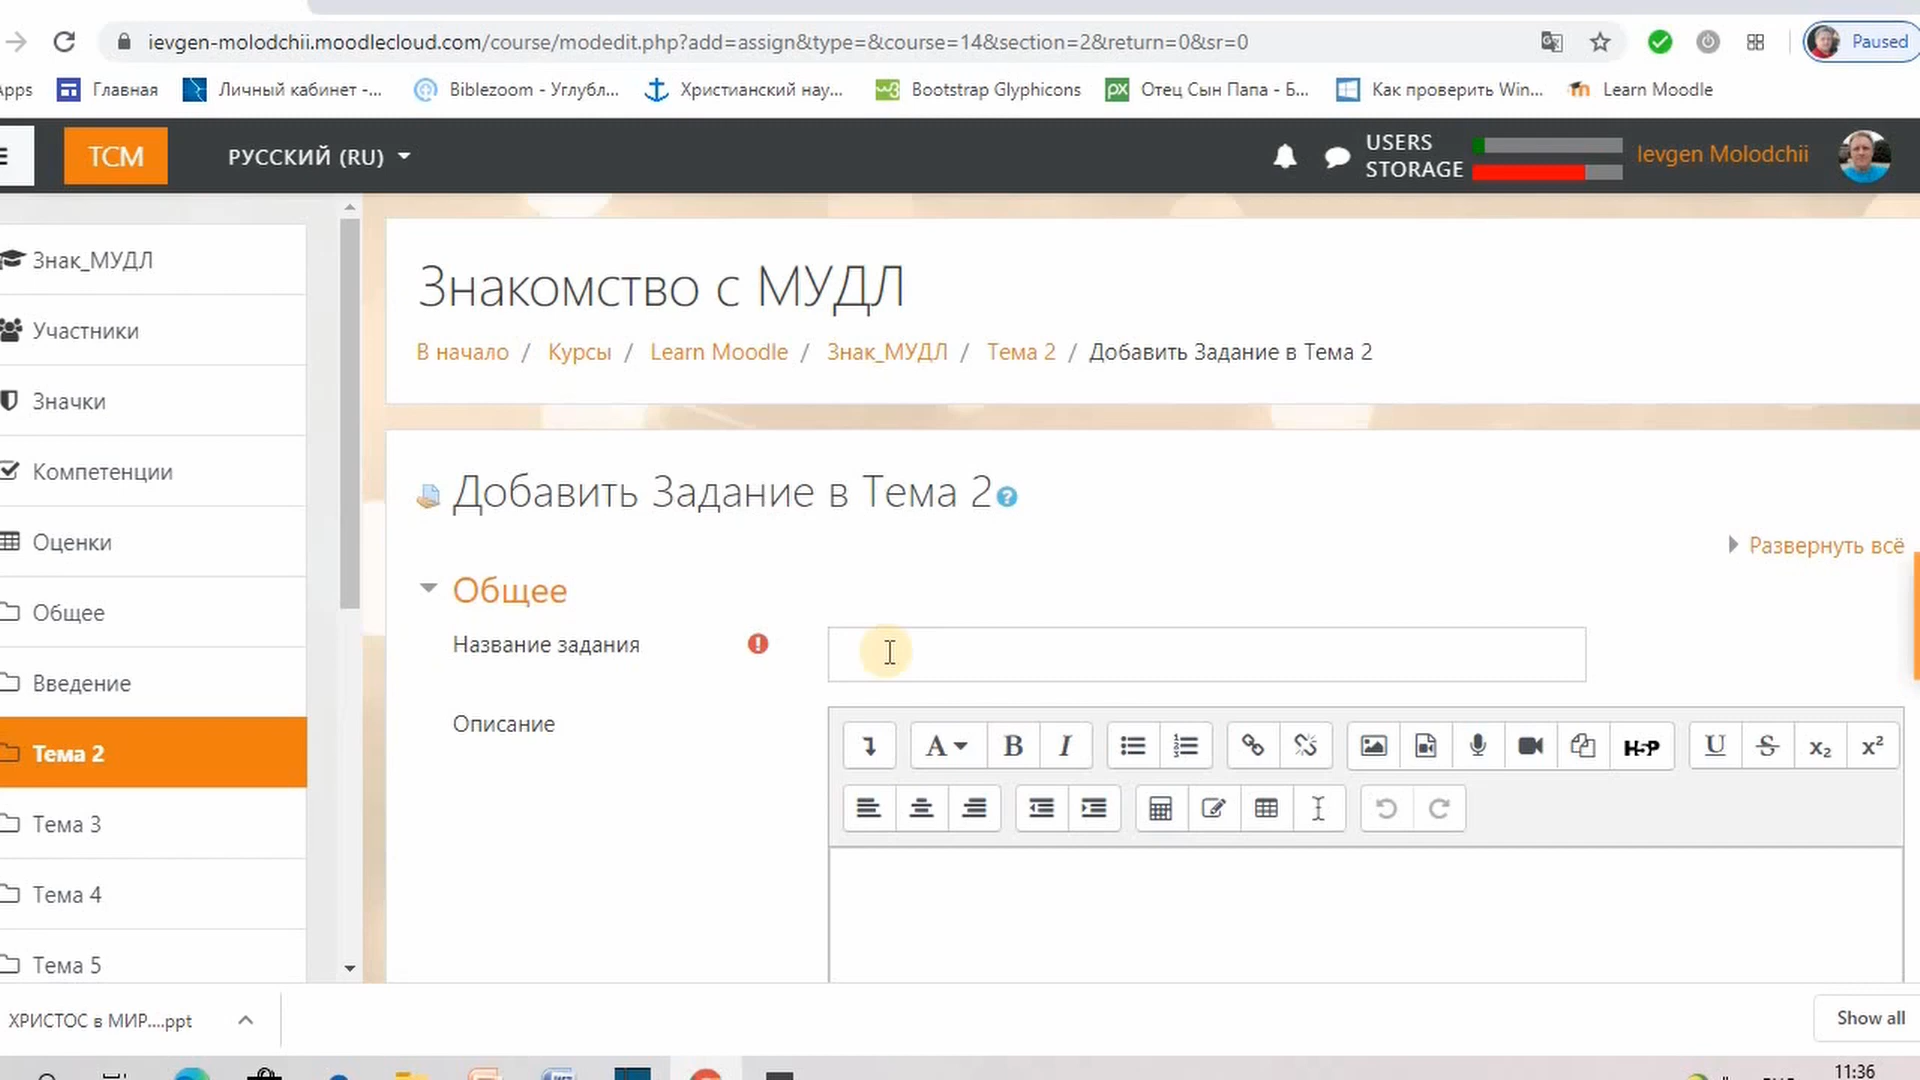 ievgen-molodchii.moodlecloud.com/course/modedit.php?add=assign&type=&course=14&section=2&return=0&sr=0
Paused
Главная
Личный кабинет -...
Biblezoom - Углубл...
Христианский нау...
Bootstrap Glyphicons
Отец Сын Папа - Б...
Как проверить Win...
Learn Moodle
TCM
РУССКИЙ (RU)
USERS
STORAGE
Ievgen Molodchii
Знак_МУДЛ
Участники
Значки
Компетенции
Оценки
Общее
Введение
Тема 2
Тема 3
Тема 4
Тема 5
Знакомство с МУДЛ
В начало / Курсы / Learn Moodle / Знак_МУДЛ / Тема 2 / Добавить Задание в Тема 2
Добавить Задание в Тема 2
Развернуть всё
Общее
Название задания
Описание
A B I
H5P
U S x₂ x²
ХРИСТОС в МИР....ppt
Show all
11:36